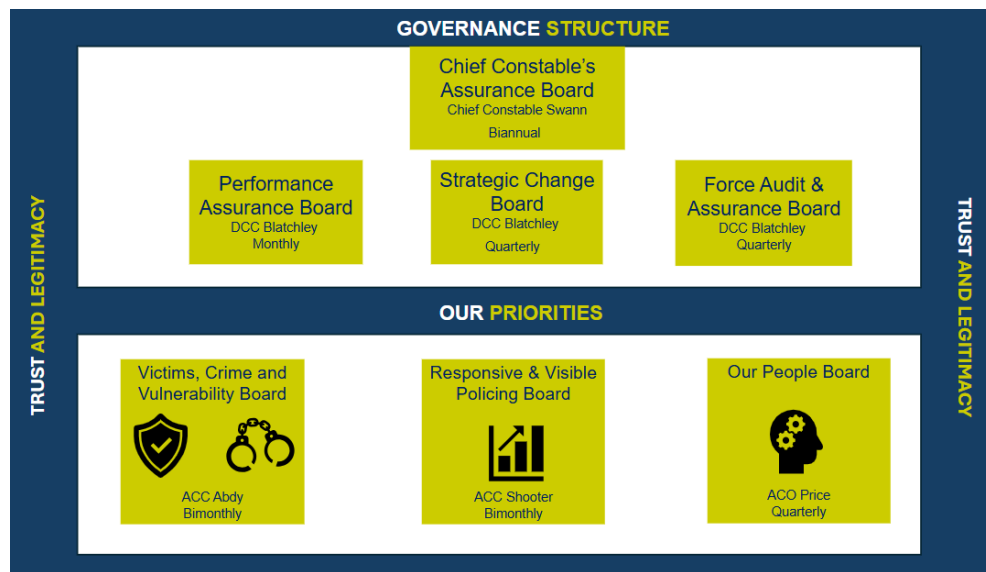 GOVERNANCE STRUCTURE
Chief Constable’s
Assurance Board
Chief Constable Swann
Biannual
Performance
Assurance Board
DCC Blatchley
Monthly
Strategic Change
Board
DCC Blatchley
Quarterly
Force Audit &
Assurance Board
DCC Blatchley
Quarterly
TRUST AND LEGITIMACY
TRUST AND LEGITIMACY
OUR PRIORITIES
Victims, Crime and
Vulnerability Board
ACC Abdy
Bimonthly
Responsive & Visible
Policing Board
ACC Shooter
Bimonthly
Our People Board
ACO Price
Quarterly